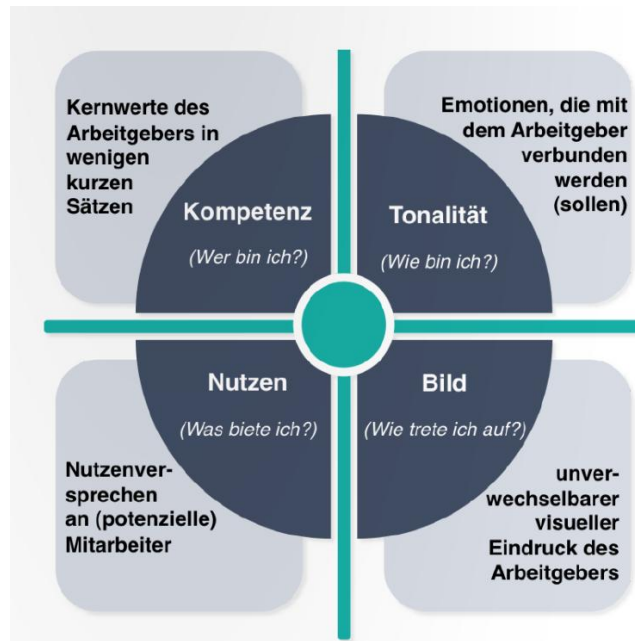 Kernwerte des
Arbeitgebers in
wenigen
kurzen
Sätzen
Kompetenz
(Wer bin ich?)
Emotionen, die mit
dem Arbeitgeber
verbunden
werden
(sollen)
Tonalität
(Wie bin ich?)
Nutzen
(Was biete ich?)
Nutzenver-
sprechen
an (potenzielle)
Mitarbeiter
Bild
(Wie trete ich auf?)
unver-
wechselbarer
visueller
Eindruck des
Arbeitgebers